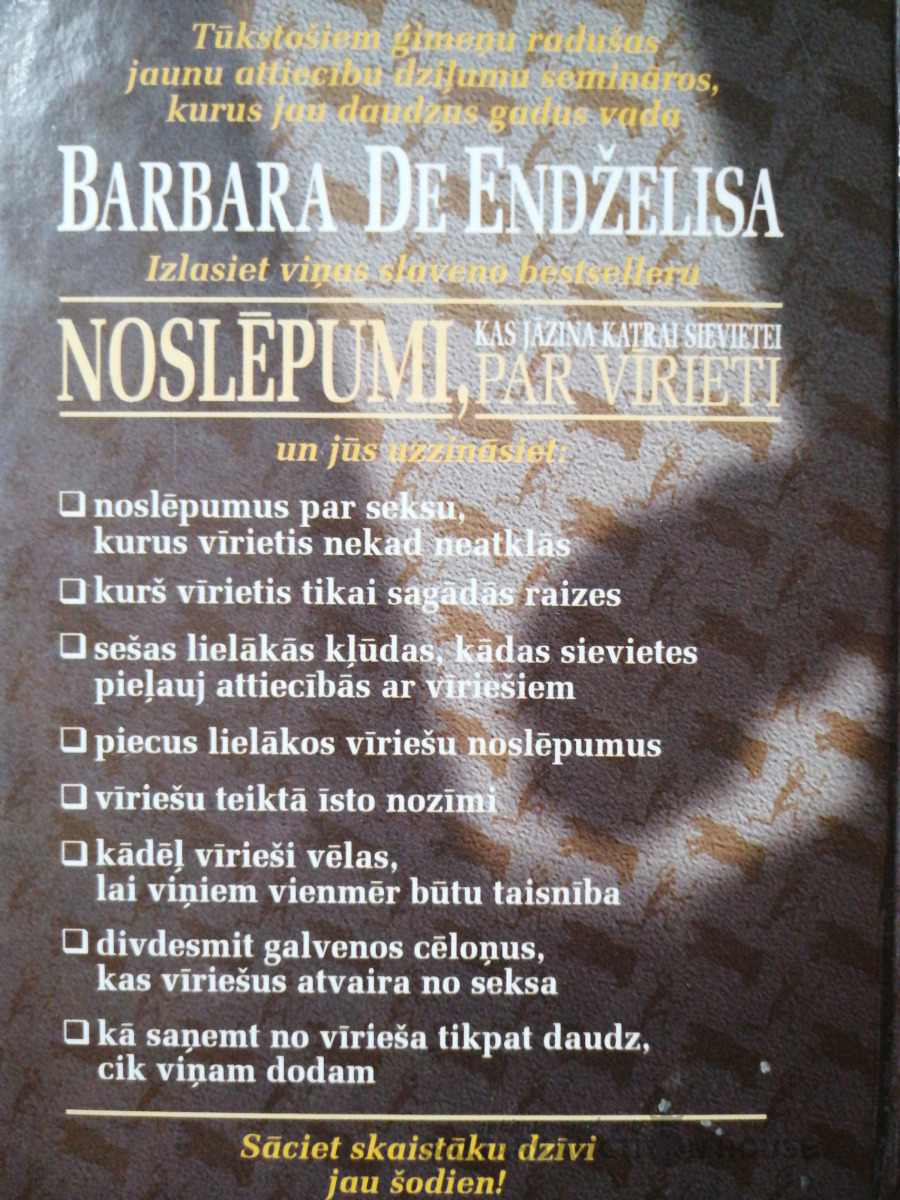 Tūkstošiem ģimeņu radušas
jaunu attiecību dziļumu semināros,
kurus jau daudzus gadus vada
BARBARA DE ENDŽELISA
Izlasiet viņas slaveno bestselleru
NOSLĒPUMI, KAS JĀZINA KATRAI SIEVIETEI
PAR VĪRIETI
un jūs uzzināsiet:
❑ noslēpumus par seksu,
kurus vīrietis nekad neatklās
❑ kurš vīrietis tikai sagādās raizes
❑ sešas lielākās kļūdas, kādas sievietes
pieļauj attiecībās ar vīriešiem
❑ piecus lielākos vīriešu noslēpumus
❑ vīriešu teiktā īsto nozīmi
❑ kādēļ vīrieši vēlas,
lai viņiem vienmēr būtu taisnība
❑ divdesmit galvenos cēloņus,
kas vīriešus atvaira no seksa
❑ kā saņemt no vīrieša tikpat daudz,
cik viņam dodam
Sāciet skaistāku dzīvi
jau šodien!
HOUSE